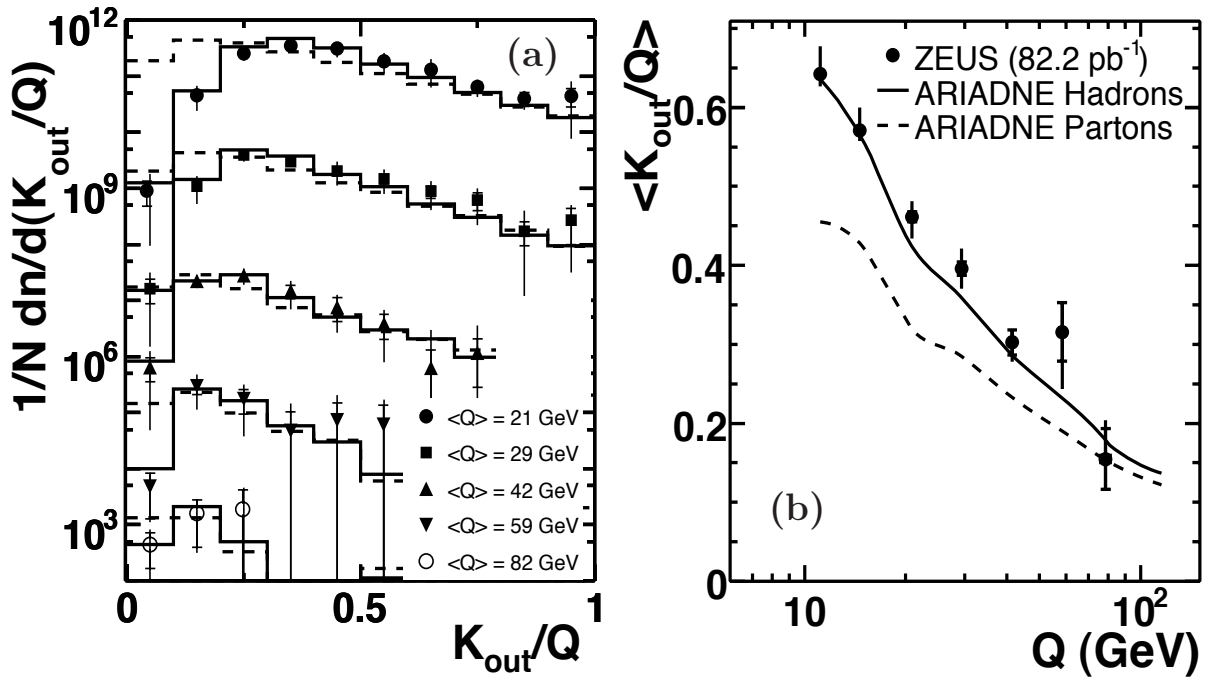 1/N dn/d(K_out/Q)
10^12
10^9
10^6
10^3
(a)
<Q> = 21 GeV
<Q> = 29 GeV
<Q> = 42 GeV
<Q> = 59 GeV
<Q> = 82 GeV
0 0.5 1
K_out/Q
<K_out/Q>
0.6
0.4
0.2
0
ZEUS (82.2 pb^-1)
ARIADNE Hadrons
ARIADNE Partons
(b)
10 10^2
Q (GeV)